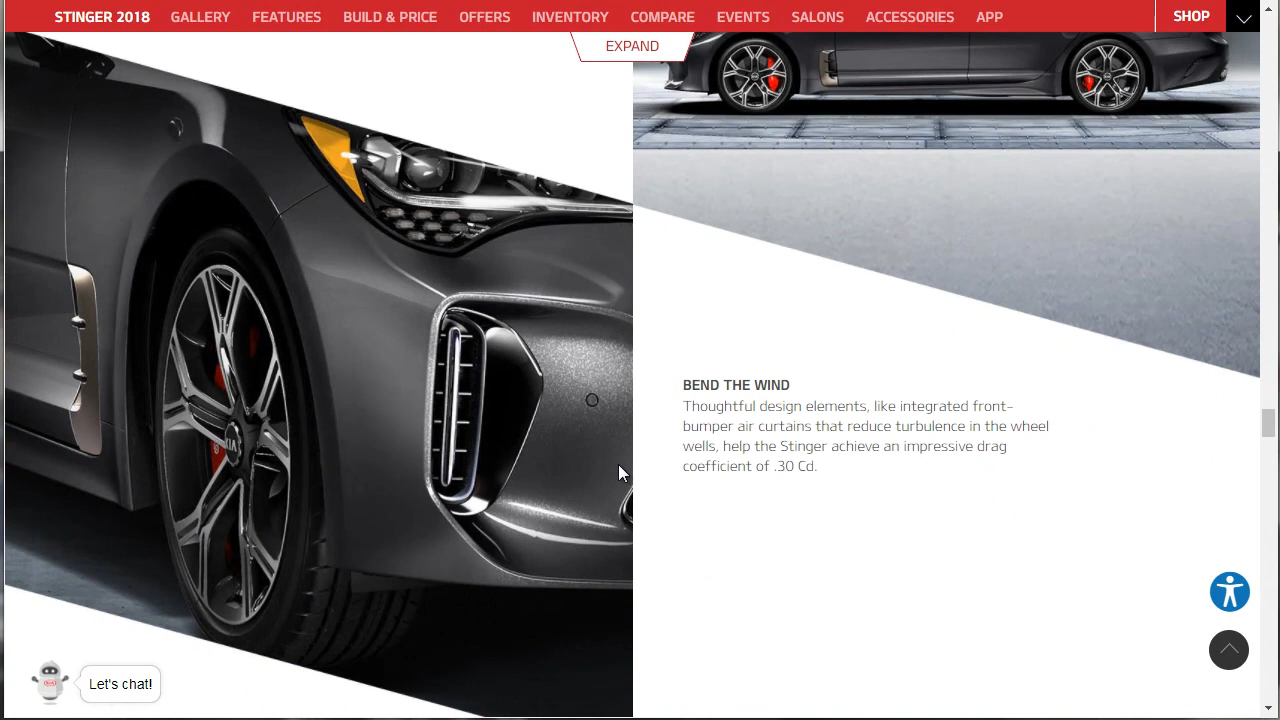 STINGER 2018 GALLERY FEATURES BUILD & PRICE OFFERS INVENTORY COMPARE EVENTS SALONS ACCESSORIES APP SHOP
EXPAND
KIA
BEND THE WIND
Thoughtful design elements, like integrated front-
bumper air curtains that reduce turbulence in the wheel
wells, help the Stinger achieve an impressive drag
coefficient of .30 Cd.
Let's chat!